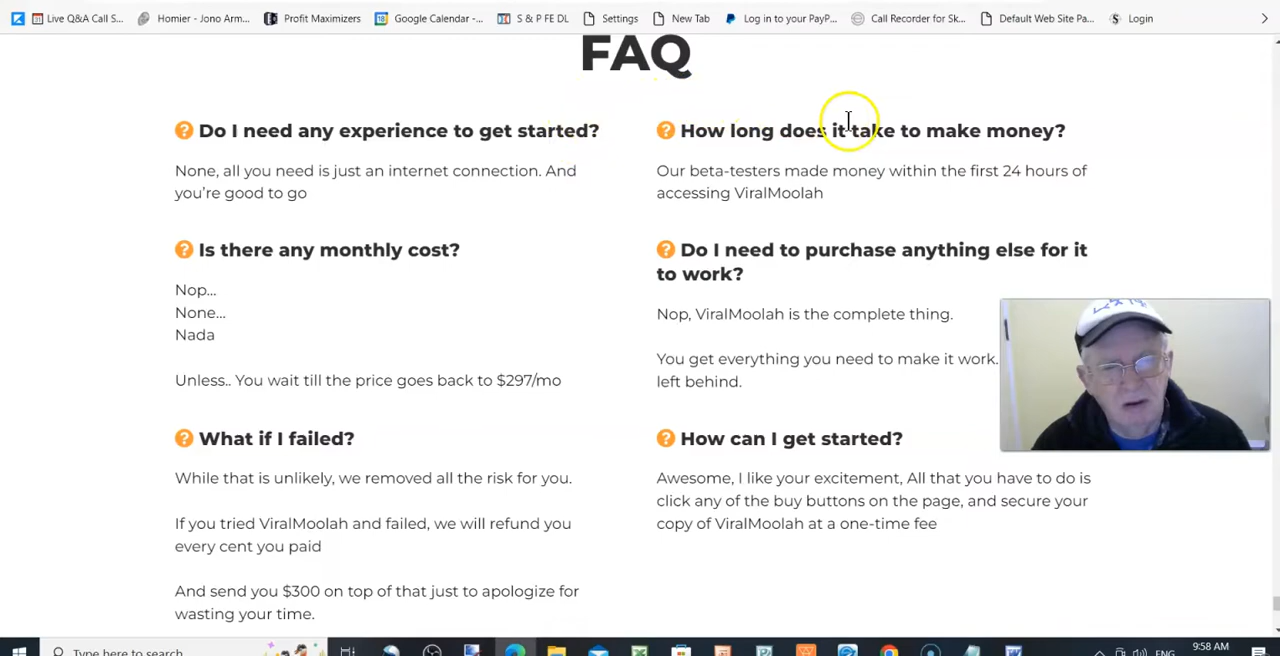 Live Q&A Call S...
Homier - Jono Arm...
Profit Maximizers
Google Calendar -...
S & P FE DL
Settings
New Tab
Log in to your PayP...
Call Recorder for Sk...
Default Web Site Pa...
Login
FAQ
Do I need any experience to get started?
None, all you need is just an internet connection. And
you're good to go
Is there any monthly cost?
Nop...
None...
Nada
Unless.. You wait till the price goes back to $297/mo
What if I failed?
While that is unlikely, we removed all the risk for you.
If you tried ViralMoolah and failed, we will refund you
every cent you paid
And send you $300 on top of that just to apologize for
wasting your time.
How long does it take to make money?
Our beta-testers made money within the first 24 hours of
accessing ViralMoolah
Do I need to purchase anything else for it
to work?
Nop, ViralMoolah is the complete thing.
You get everything you need to make it work.
left behind.
How can I get started?
Awesome, I like your excitement, All that you have to do is
click any of the buy buttons on the page, and secure your
copy of ViralMoolah at a one-time fee
Type here to search
ENG
9:58 AM